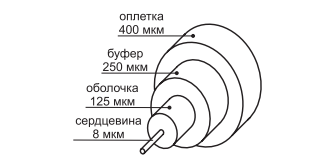 оплетка
400 мкм
буфер
250 мкм
оболочка
125 мкм
сердцевина
8 мкм